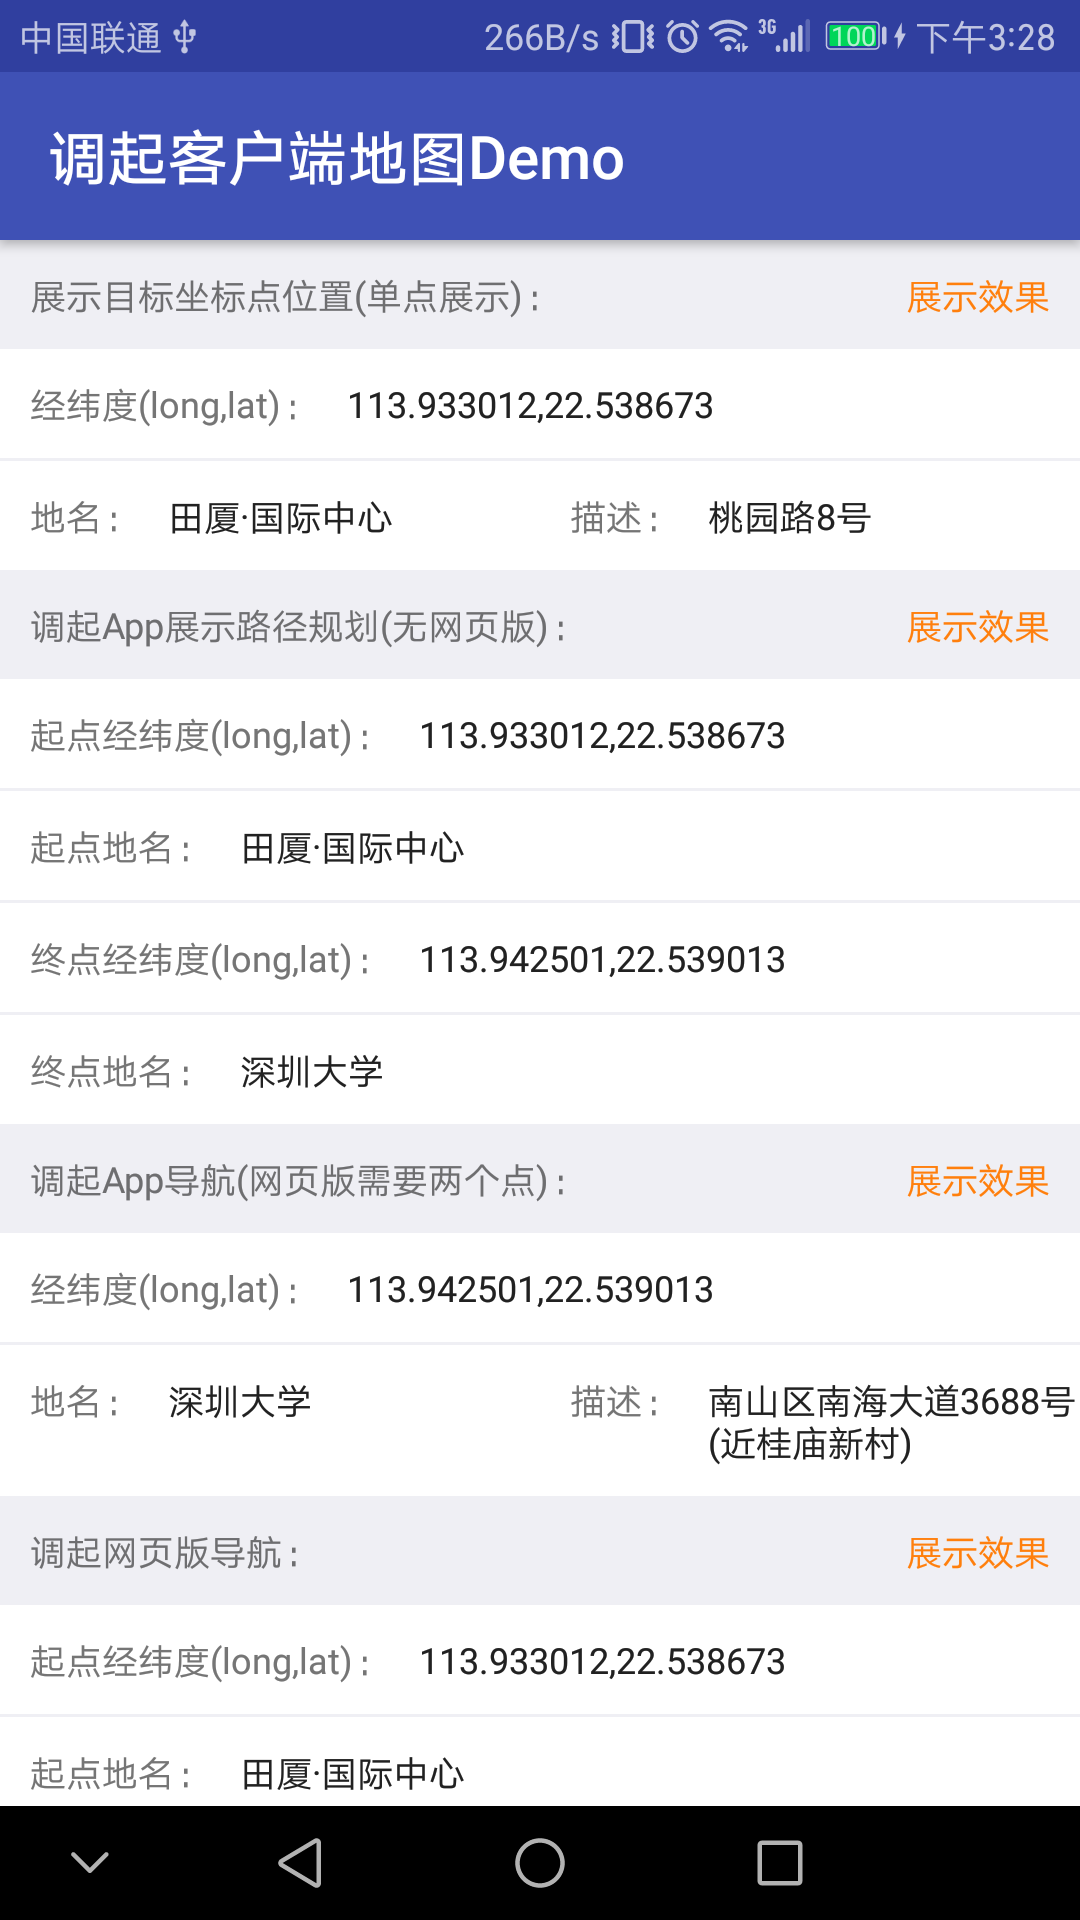 中国联通 266B/s 3G 100 下午3:28
调起客户端地图Demo
展示目标坐标点位置(单点展示)： 展示效果
经纬度(long,lat)： 113.933012,22.538673
地名： 田厦·国际中心 描述： 桃园路8号
调起App展示路径规划(无网页版)： 展示效果
起点经纬度(long,lat)： 113.933012,22.538673
起点地名： 田厦·国际中心
终点经纬度(long,lat)： 113.942501,22.539013
终点地名： 深圳大学
调起App导航(网页版需要两个点)： 展示效果
经纬度(long,lat)： 113.942501,22.539013
地名： 深圳大学 描述： 南山区南海大道3688号
(近桂庙新村)
调起网页版导航： 展示效果
起点经纬度(long,lat)： 113.933012,22.538673
起点地名： 田厦·国际中心